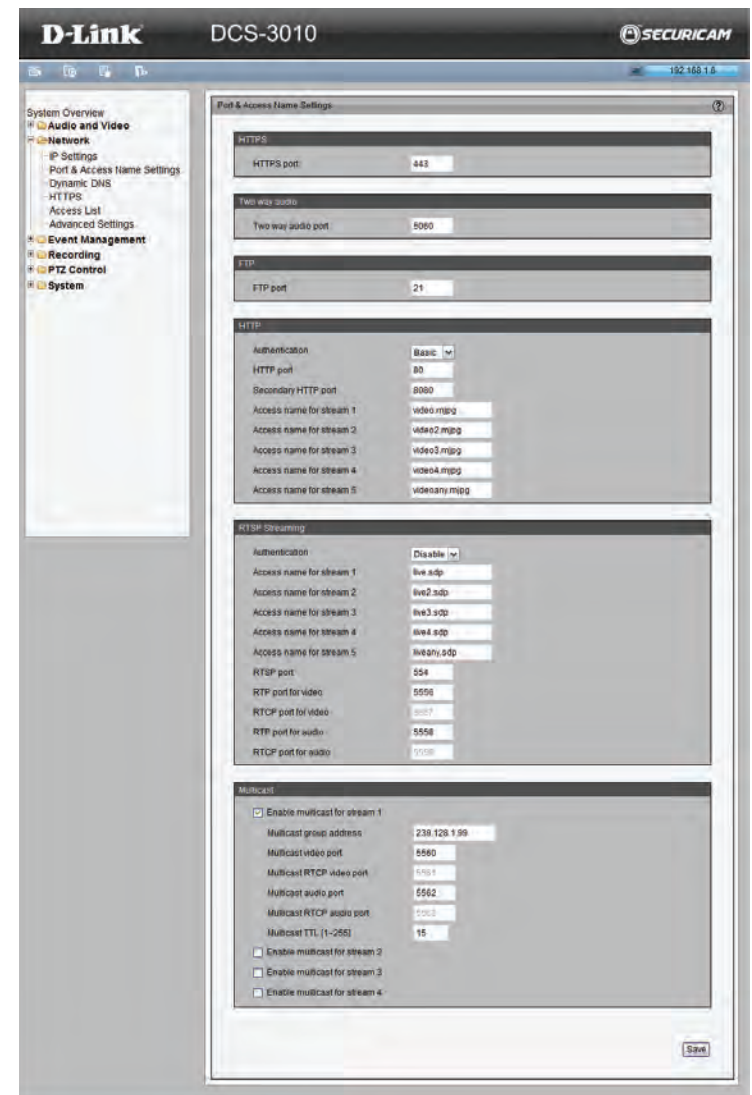 D-Link
DCS-3010
SECURICAM
192.168.1.6
System Overview
Audio and Video
Network
IP Settings
Port & Access Name Settings
Dynamic DNS
HTTPS
Access List
Advanced Settings
Event Management
Recording
PTZ Control
System
Port & Access Name Settings
HTTPS
HTTPS port 443
Two way audio
Two way audio port 5060
FTP
FTP port 21
HTTP
Authentication Basic
HTTP port 80
Secondary HTTP port 8080
Access name for stream 1 video.mjpg
Access name for stream 2 video2.mjpg
Access name for stream 3 video3.mjpg
Access name for stream 4 video4.mjpg
Access name for stream 5 videoany.mjpg
RTSP Streaming
Authentication Disable
Access name for stream 1 live.sdp
Access name for stream 2 live2.sdp
Access name for stream 3 live3.sdp
Access name for stream 4 live4.sdp
Access name for stream 5 liveany.sdp
RTSP port 554
RTP port for video 5556
RTCP port for video 5557
RTP port for audio 5558
RTCP port for audio 5559
Multicast
Enable multicast for stream 1
Multicast group address 239.128.1.99
Multicast video port 5560
Multicast RTCP video port 5561
Multicast audio port 5562
Multicast RTCP audio port 5563
Multicast TTL [1~255] 15
Enable multicast for stream 2
Enable multicast for stream 3
Enable multicast for stream 4
Save